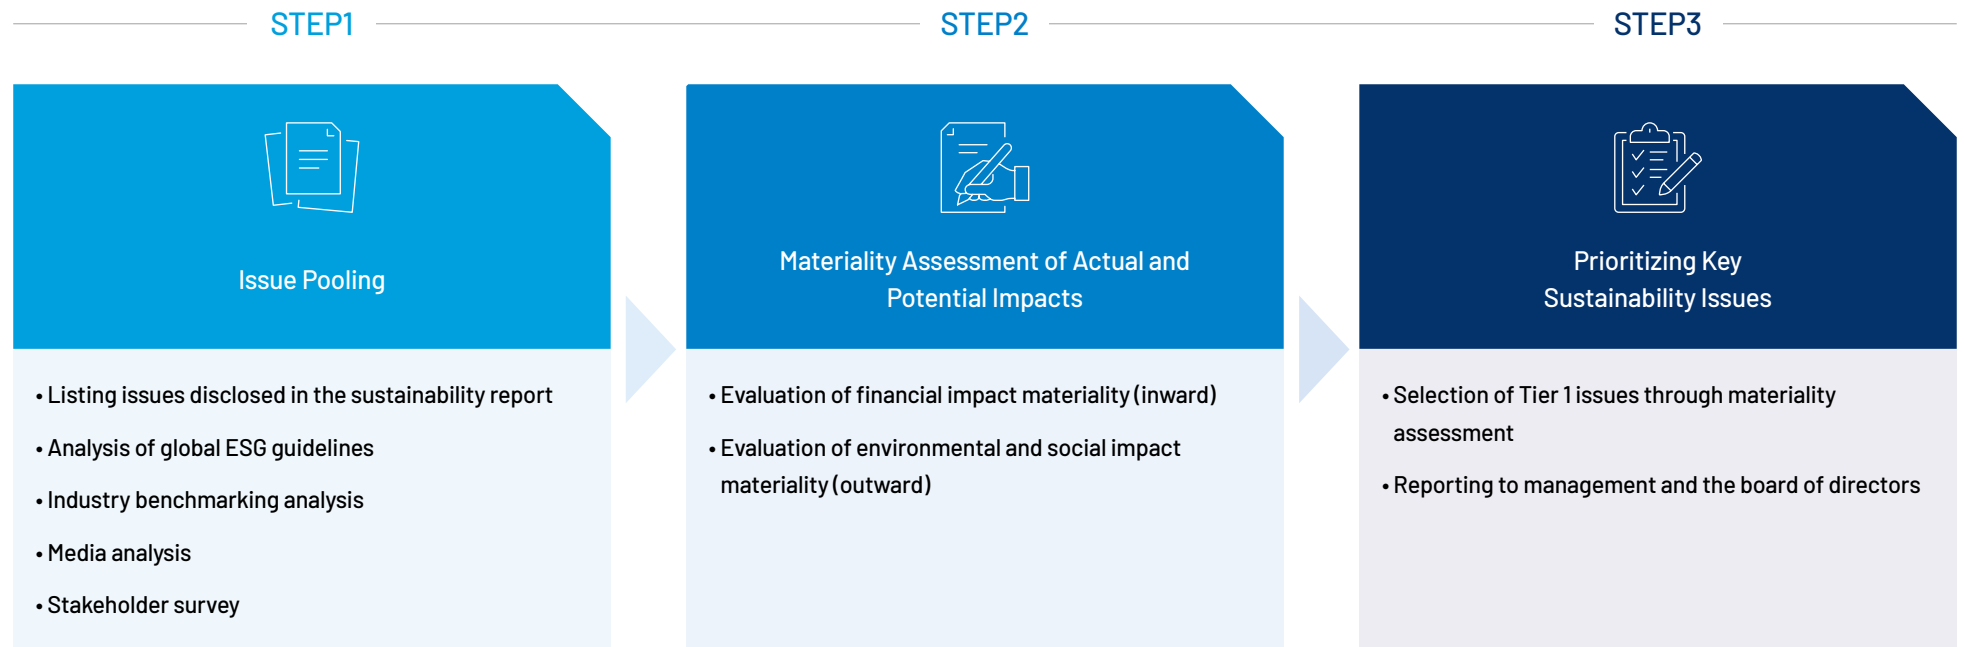 STEP1
Issue Pooling
• Listing issues disclosed in the sustainability report
• Analysis of global ESG guidelines
• Industry benchmarking analysis
• Media analysis
• Stakeholder survey
STEP2
Materiality Assessment of Actual and
Potential Impacts
• Evaluation of financial impact materiality (inward)
• Evaluation of environmental and social impact
materiality (outward)
STEP3
Prioritizing Key
Sustainability Issues
• Selection of Tier 1 issues through materiality
assessment
• Reporting to management and the board of directors